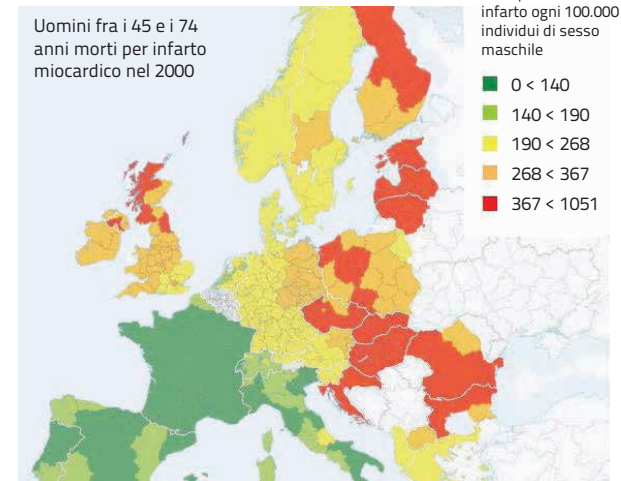 Uomini fra i 45 e i 74
anni morti per infarto
miocardico nel 2000
infarto ogni 100.000
individui di sesso
maschile
0 < 140
140 < 190
190 < 268
268 < 367
367 < 1051